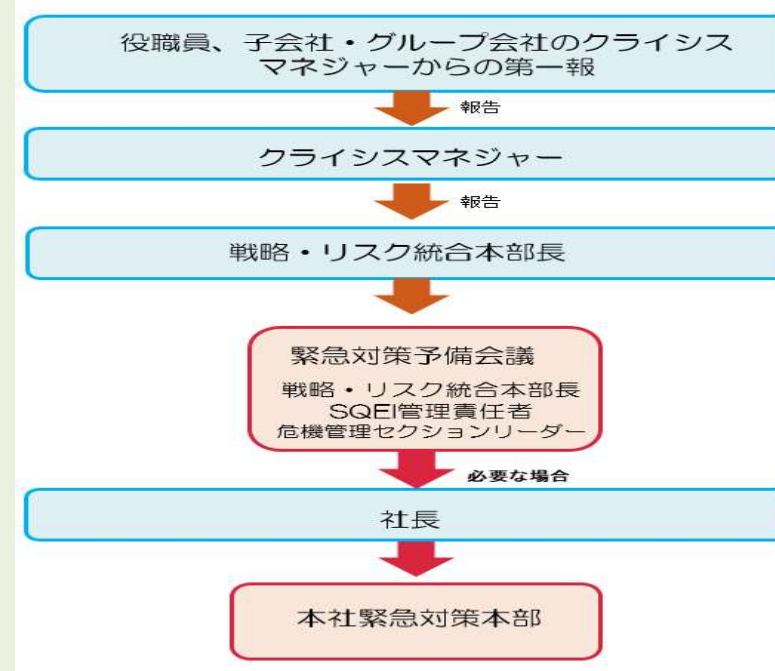 役職員、子会社・グループ会社のクライシス
マネジャーからの第一報
報告
クライシスマネジャー
報告
戦略・リスク統合本部長
緊急対策予備会議
戦略・リスク統合本部長
SQEI管理責任者
危機管理セクションリーダー
必要な場合
社長
本社緊急対策本部